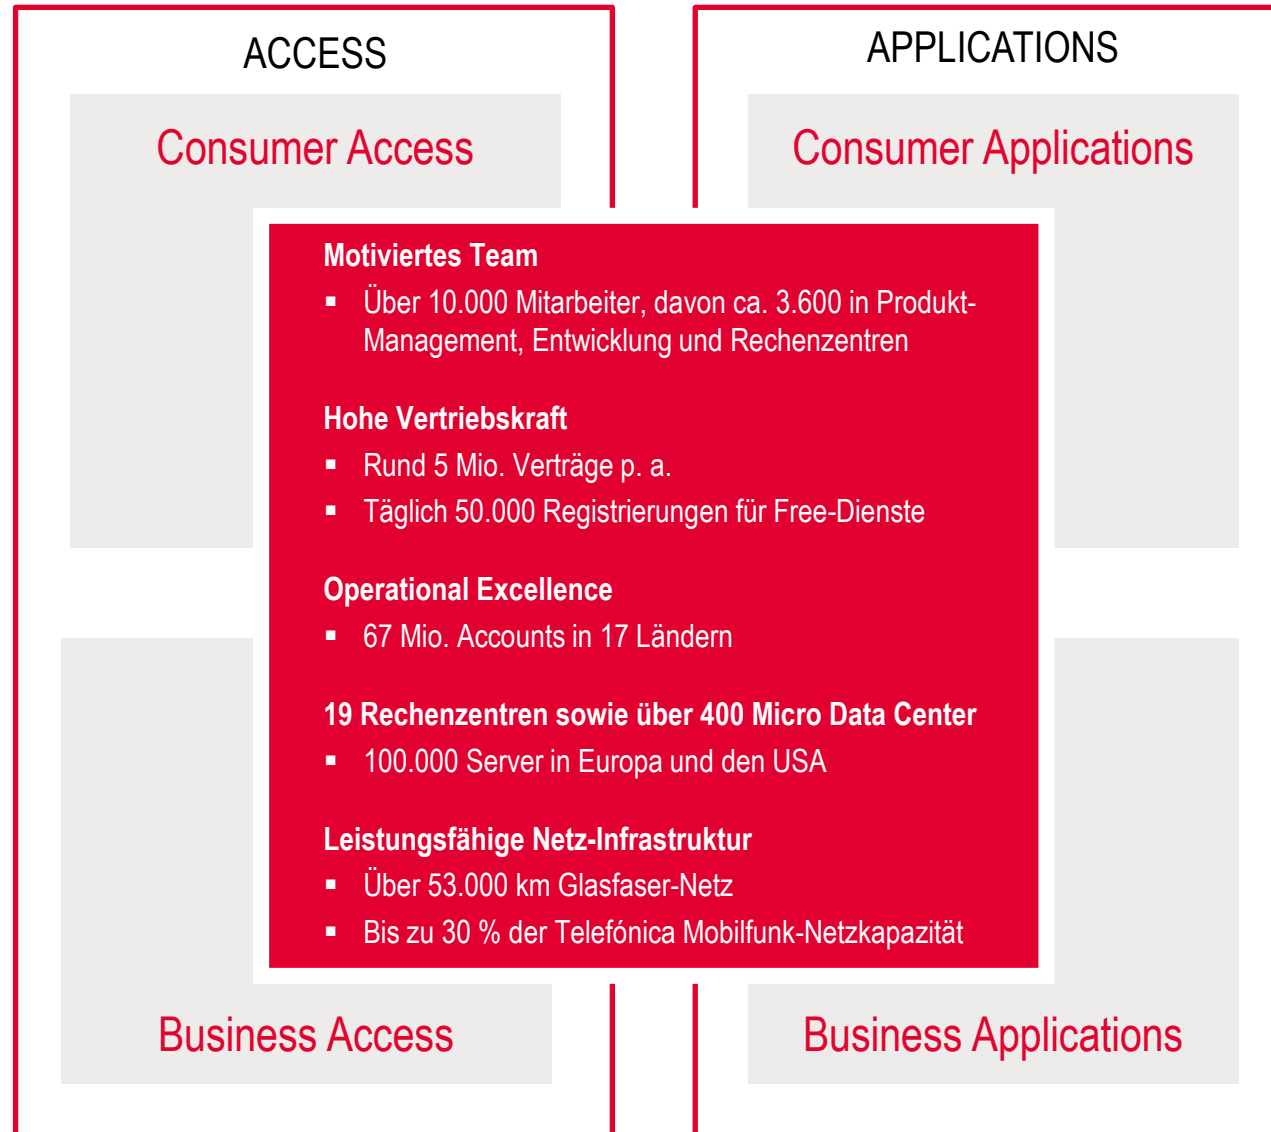 ACCESS
APPLICATIONS
Consumer Access
Consumer Applications
Motiviertes Team
▪ Über 10.000 Mitarbeiter, davon ca. 3.600 in Produkt-
Management, Entwicklung und Rechenzentren
Hohe Vertriebskraft
▪ Rund 5 Mio. Verträge p. a.
▪ Täglich 50.000 Registrierungen für Free-Dienste
Operational Excellence
▪ 67 Mio. Accounts in 17 Ländern
19 Rechenzentren sowie über 400 Micro Data Center
▪ 100.000 Server in Europa und den USA
Leistungsfähige Netz-Infrastruktur
▪ Über 53.000 km Glasfaser-Netz
▪ Bis zu 30 % der Telefónica Mobilfunk-Netzkapazität
Business Access
Business Applications